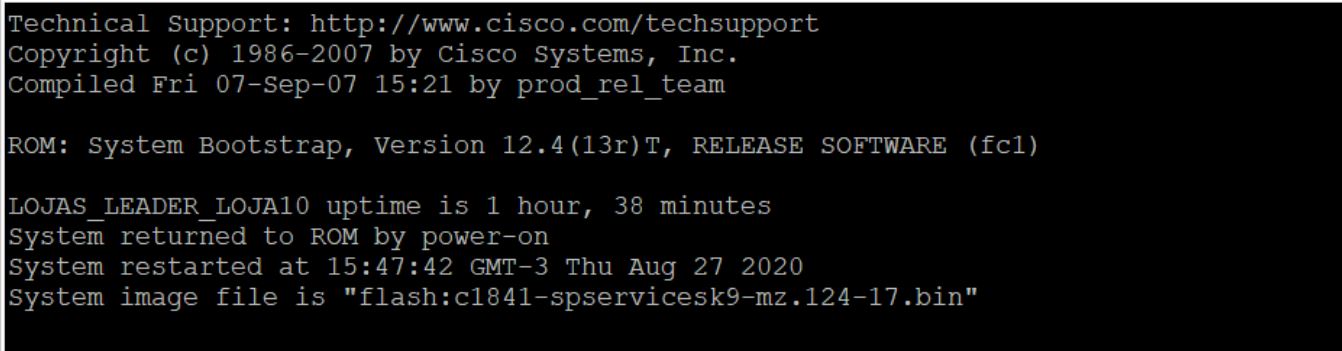 Technical Support: http://www.cisco.com/techsupport
Copyright (c) 1986-2007 by Cisco Systems, Inc.
Compiled Fri 07-Sep-07 15:21 by prod_rel_team
ROM: System Bootstrap, Version 12.4(13r)T, RELEASE SOFTWARE (fc1)
LOJAS_LEADER_LOJA10 uptime is 1 hour, 38 minutes
System returned to ROM by power-on
System restarted at 15:47:42 GMT-3 Thu Aug 27 2020
System image file is "flash:c1841-spservicesk9-mz.124-17.bin"